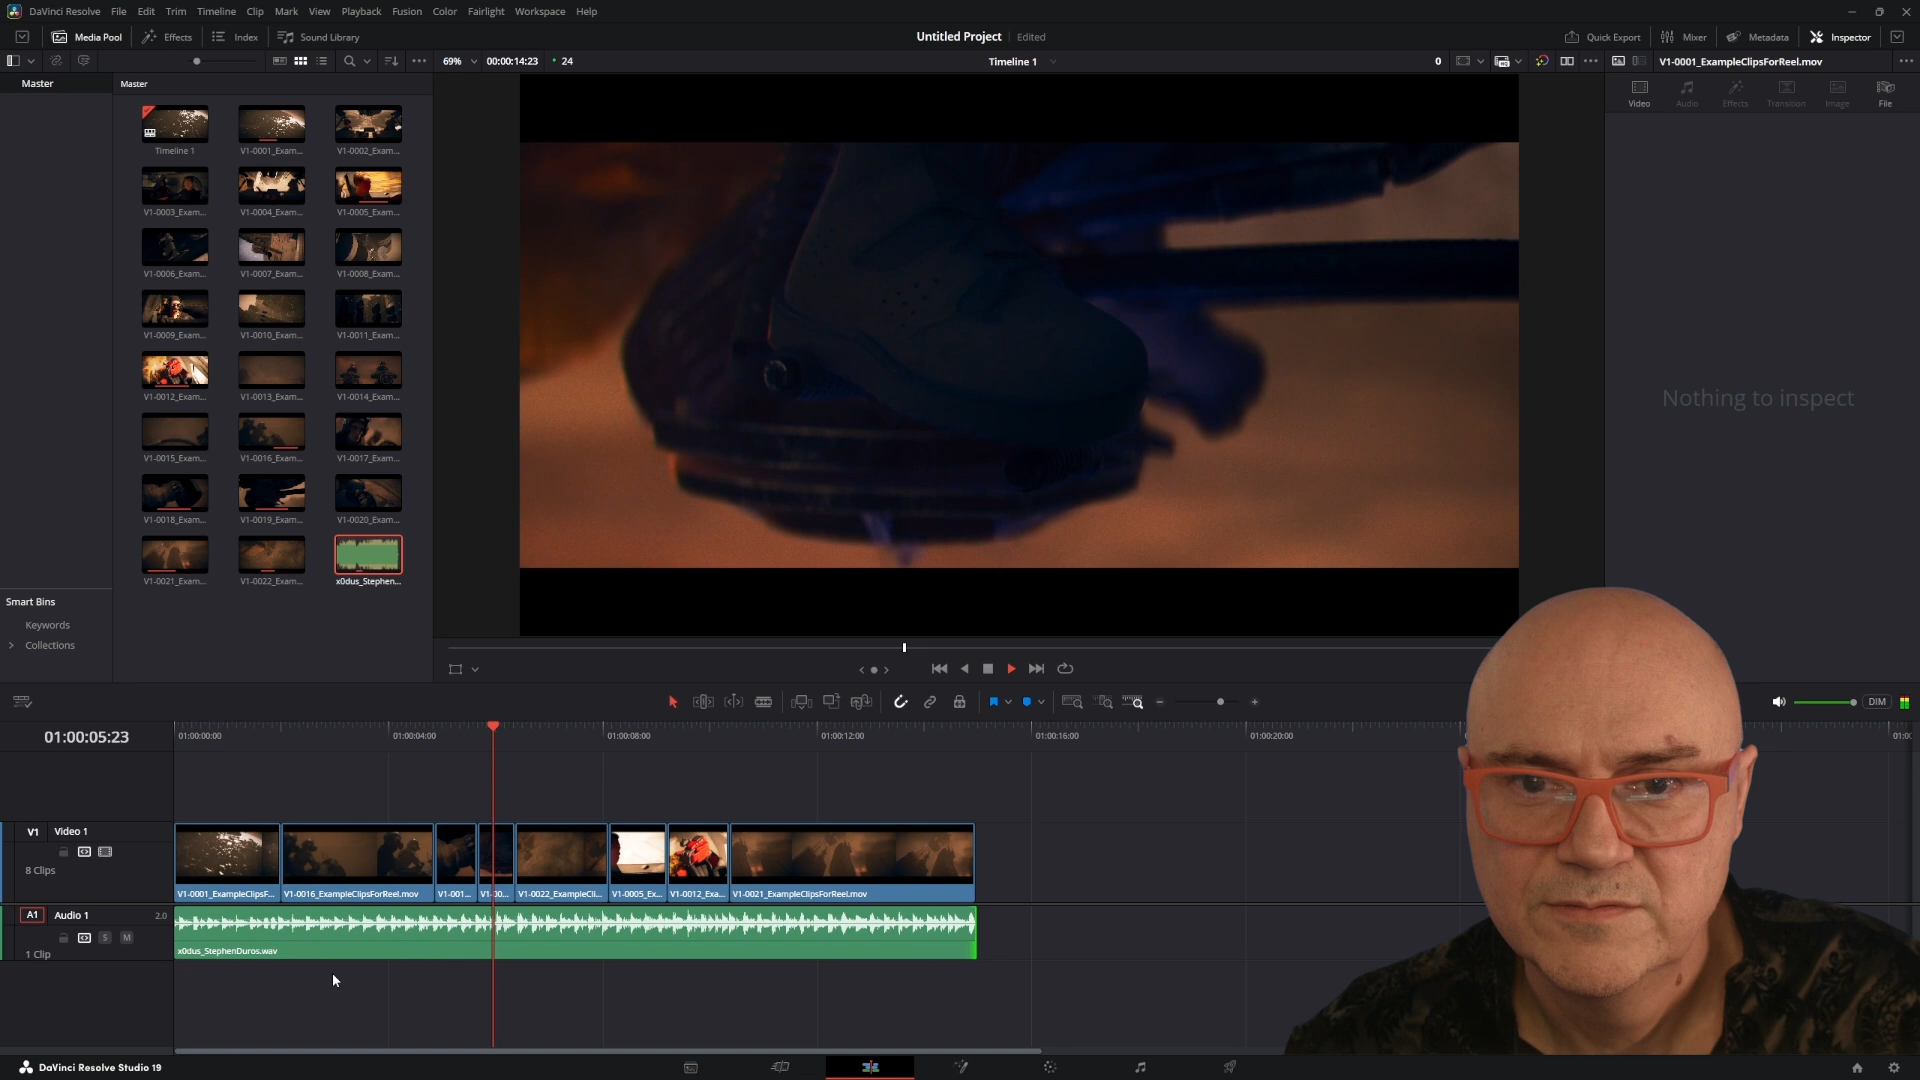 DaVinci Resolve File Edit Trim Timeline Clip Mark View Playback Fusion Color Fairlight Workspace Help
Media Pool Effects Index Sound Library Untitled Project Edited Quick Export Mixer Metadata Inspector
69% 00:00:14:23 24 Timeline 1 0 V1-0001_ExampleClipsForReel.mov
Master Master
Video Audio Effects Transition Image File
Timeline 1 V1-0001_Exam... V1-0002_Exam...
V1-0003_Exam... V1-0004_Exam... V1-0005_Exam...
V1-0006_Exam... V1-0007_Exam... V1-0008_Exam...
V1-0009_Exam... V1-0010_Exam... V1-0011_Exam...
V1-0012_Exam... V1-0013_Exam... V1-0014_Exam...
Nothing to inspect
V1-0015_Exam... V1-0016_Exam... V1-0017_Exam...
V1-0018_Exam... V1-0019_Exam... V1-0020_Exam...
V1-0021_Exam... V1-0022_Exam... x0dus_Stephen...
Smart Bins
Keywords
Collections
DIM
01:00:05:23 01:00:00:00 01:00:04:00 01:00:08:00 01:00:12:00 01:00:16:00 01:00:20:00
V1 Video 1
8 Clips
V1-0001_ExampleClipsF... V1-0016_ExampleClipsForReel.mov V1-001... V1-00... V1-0022_ExampleCli... V1-0005_Ex... V1-0012_Exa... V1-0021_ExampleClipsForReel.mov
A1 Audio 1 2.0
S M
1 Clip
x0dus_StephenDuros.wav
DaVinci Resolve Studio 19